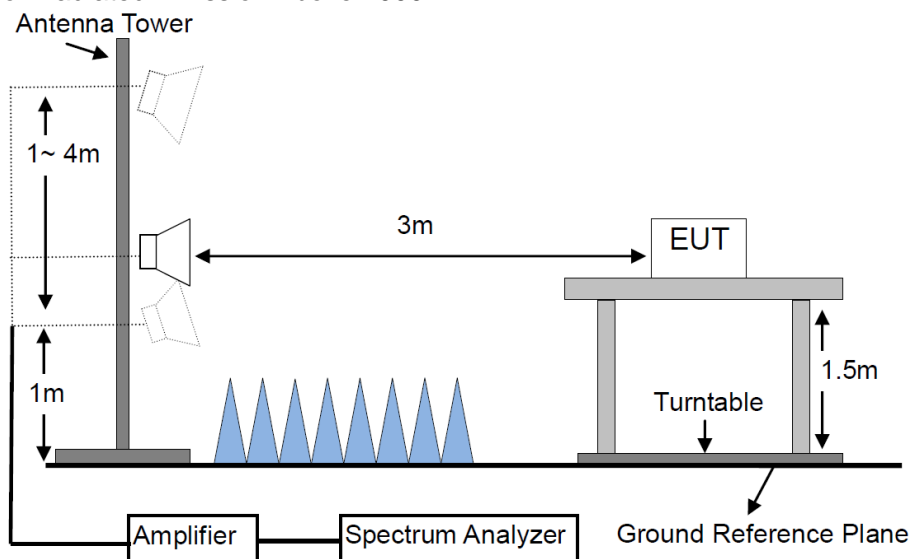 Antenna Tower
1~ 4m
3m
EUT
1m
1.5m
Turntable
Amplifier
Spectrum Analyzer
Ground Reference Plane